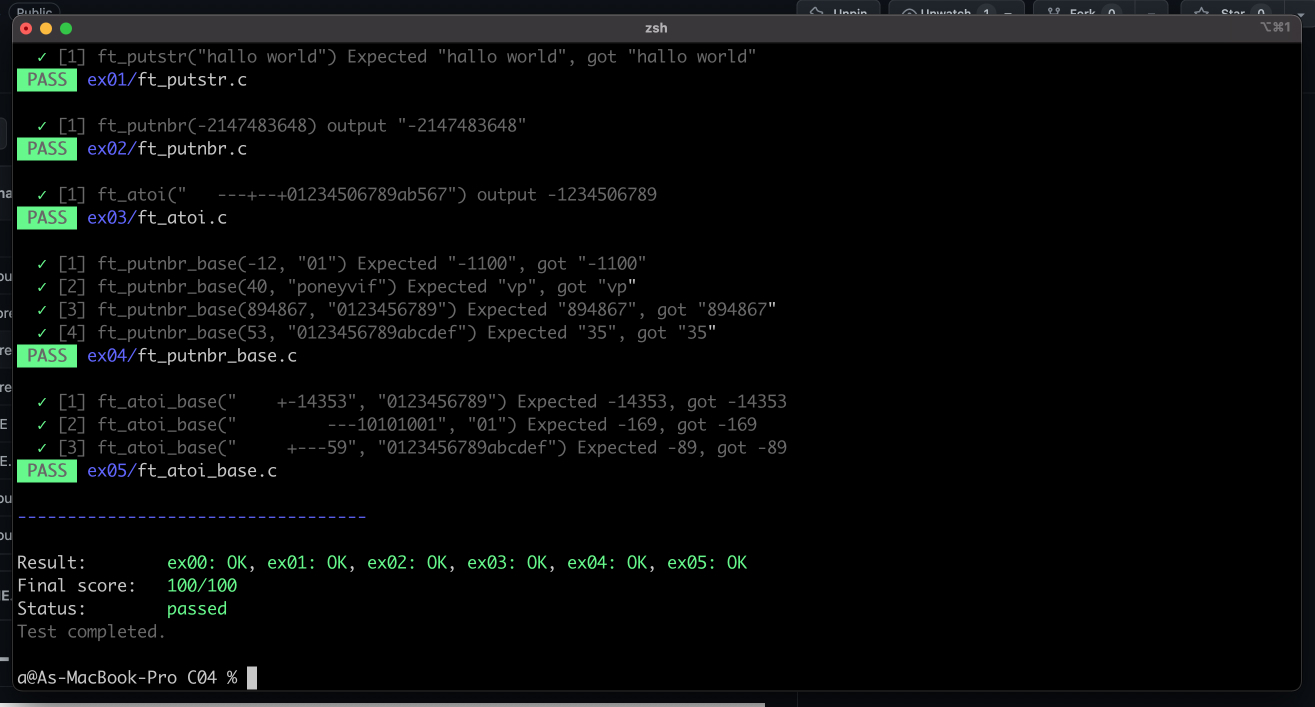 Public
Unpin
Unwatch 1
Fork 0
Star 0
zsh
⌥⌘1
✓ [1] ft_putstr("hallo world") Expected "hallo world", got "hallo world"
PASS ex01/ft_putstr.c
✓ [1] ft_putnbr(-2147483648) output "-2147483648"
PASS ex02/ft_putnbr.c
✓ [1] ft_atoi("   ---+--+01234506789ab567") output -1234506789
PASS ex03/ft_atoi.c
✓ [1] ft_putnbr_base(-12, "01") Expected "-1100", got "-1100"
✓ [2] ft_putnbr_base(40, "poneyvif") Expected "vp", got "vp"
✓ [3] ft_putnbr_base(894867, "0123456789") Expected "894867", got "894867"
✓ [4] ft_putnbr_base(53, "0123456789abcdef") Expected "35", got "35"
PASS ex04/ft_putnbr_base.c
✓ [1] ft_atoi_base("    +-14353", "0123456789") Expected -14353, got -14353
✓ [2] ft_atoi_base("         ---10101001", "01") Expected -169, got -169
✓ [3] ft_atoi_base("     +---59", "0123456789abcdef") Expected -89, got -89
PASS ex05/ft_atoi_base.c
-----------------------------------
Result: ex00: OK, ex01: OK, ex02: OK, ex03: OK, ex04: OK, ex05: OK
Final score: 100/100
Status: passed
Test completed.
a@As-MacBook-Pro C04 %